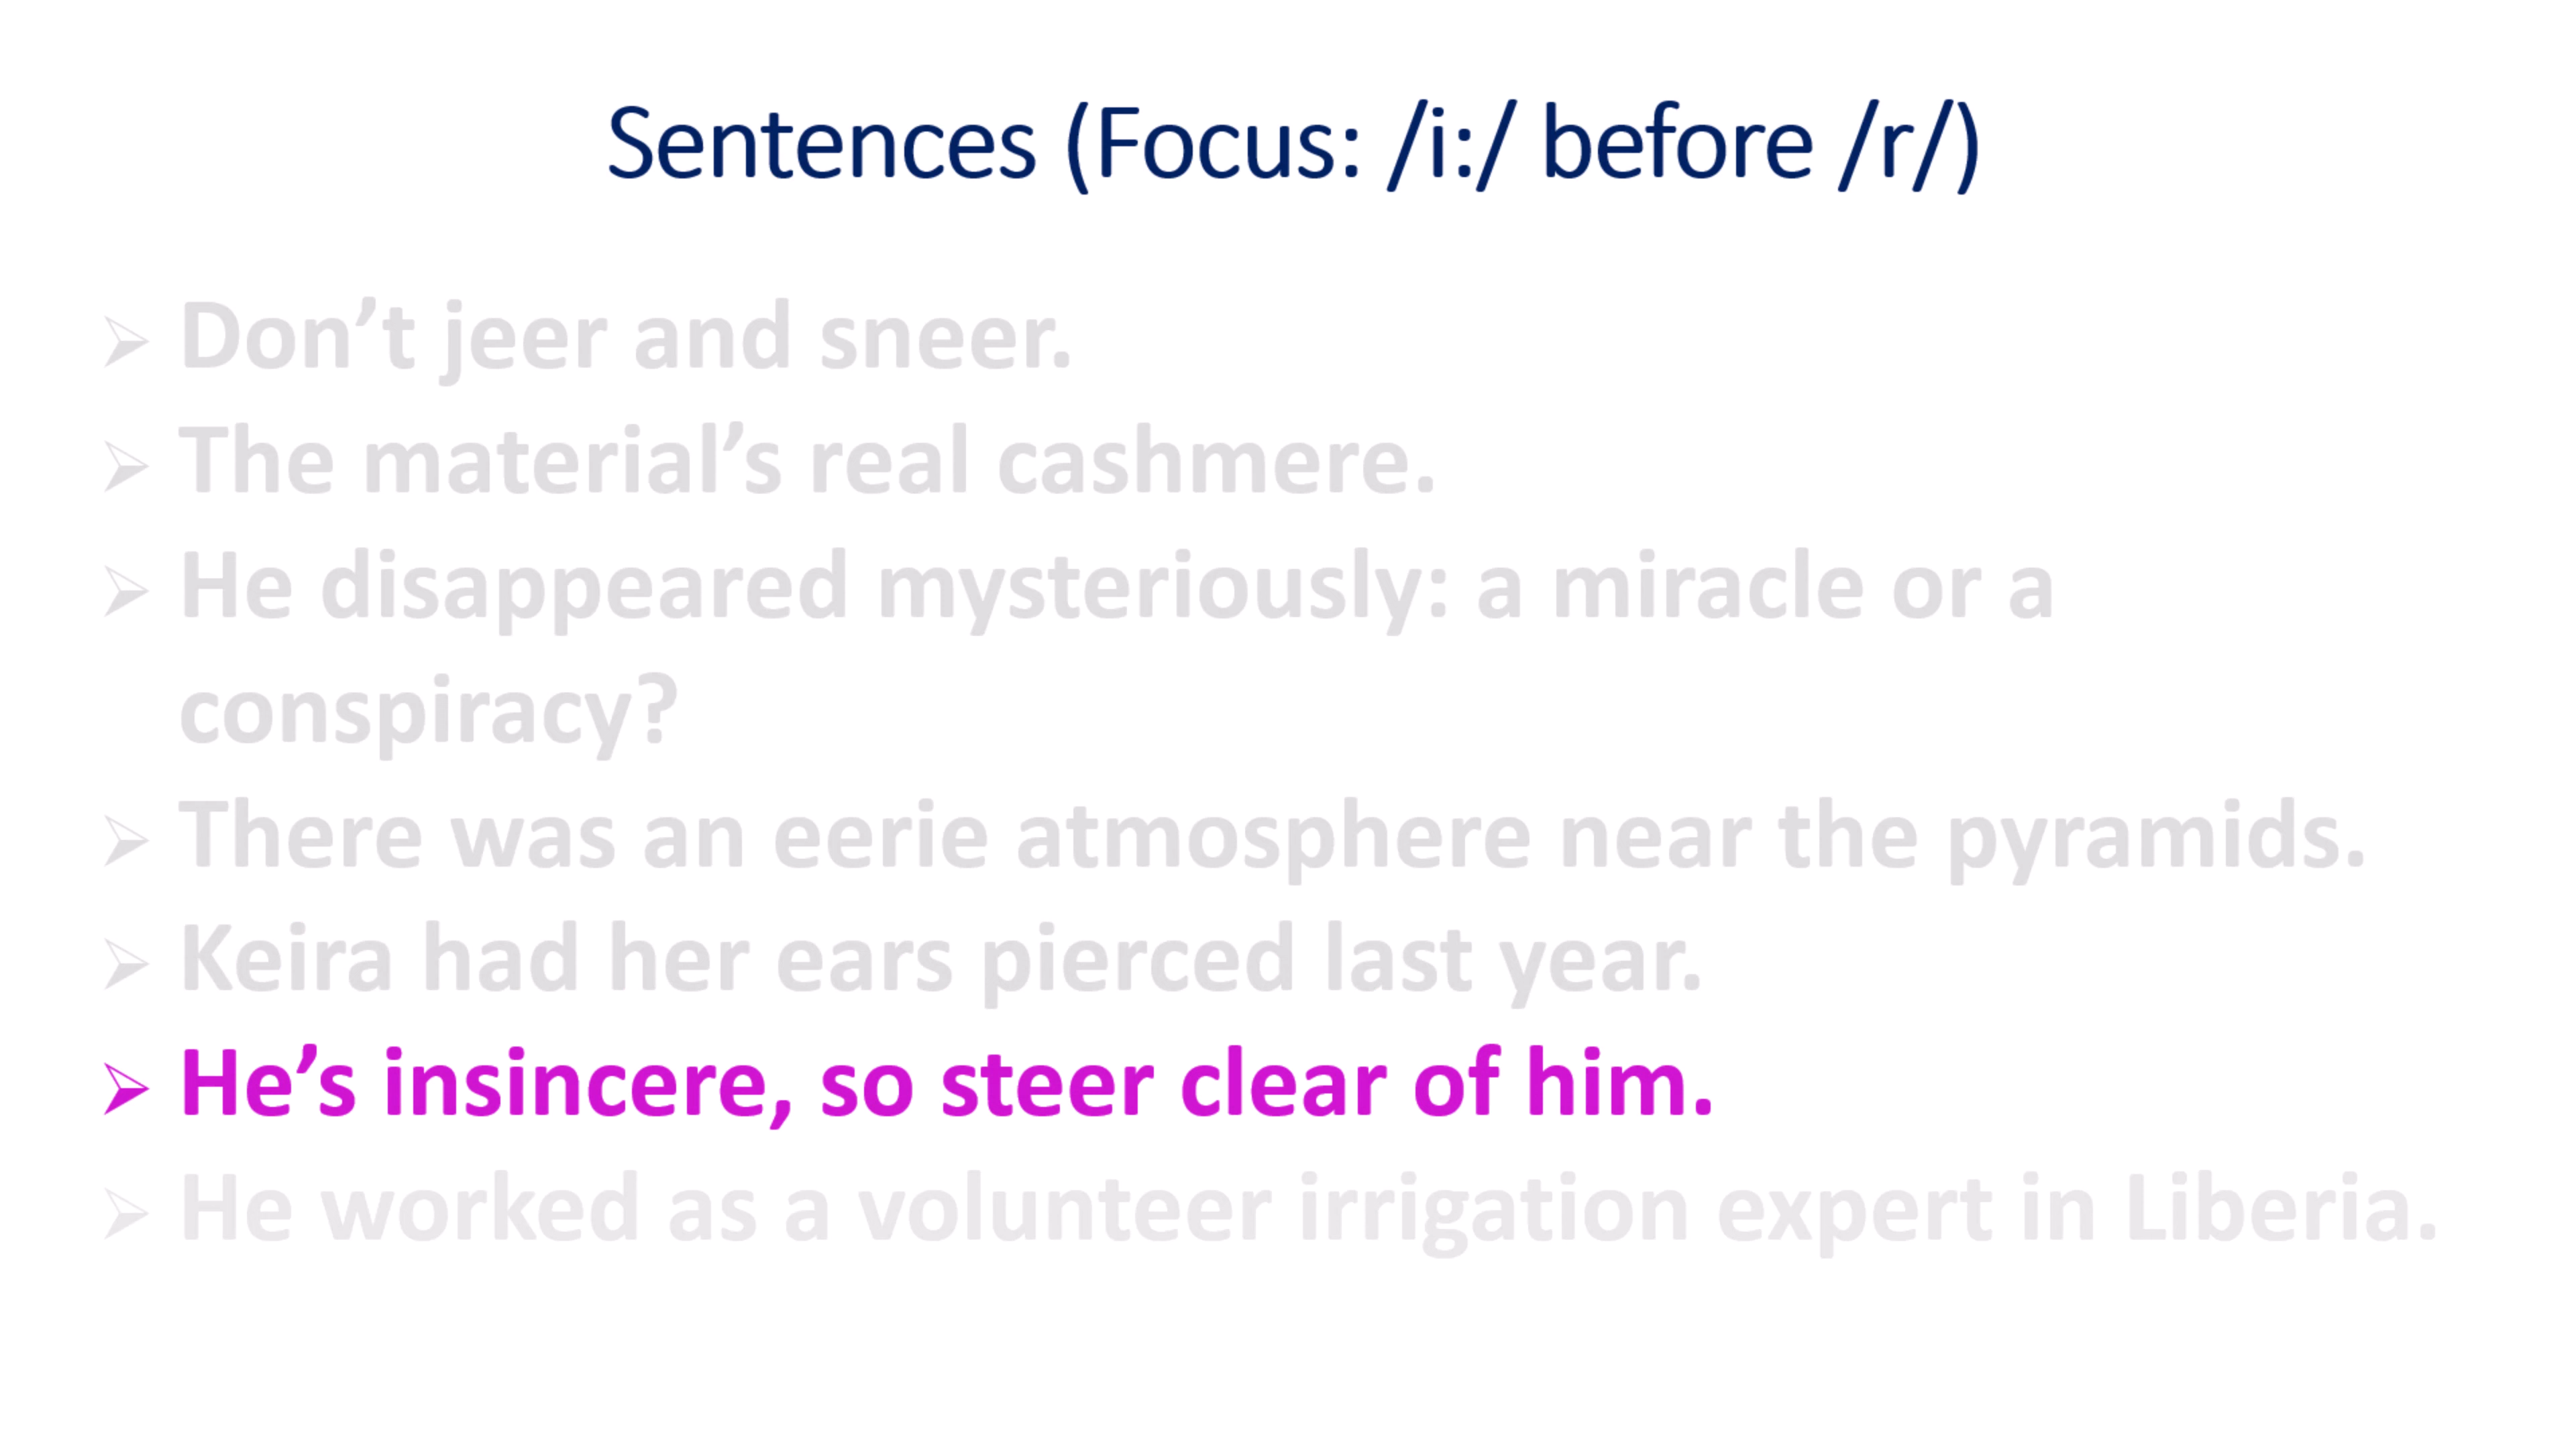 Sentences (Focus: /i:/ before /r/)
➢ Don’t jeer and sneer.
➢ The material’s real cashmere.
➢ He disappeared mysteriously: a miracle or a
conspiracy?
➢ There was an eerie atmosphere near the pyramids.
➢ Keira had her ears pierced last year.
➢ He’s insincere, so steer clear of him.
➢ He worked as a volunteer irrigation expert in Liberia.